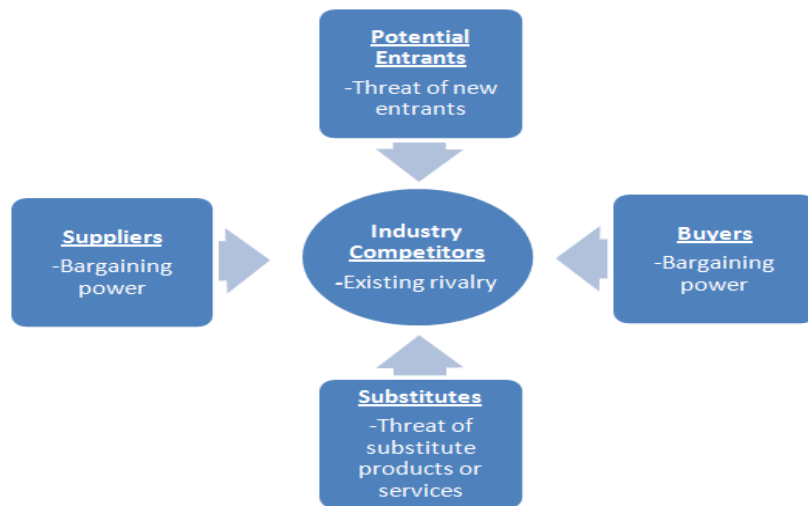 Potential
Entrants
-Threat of new
entrants
Suppliers
-Bargaining
power
Industry
Competitors
-Existing rivalry
Buyers
-Bargaining
power
Substitutes
-Threat of
substitute
products or
services